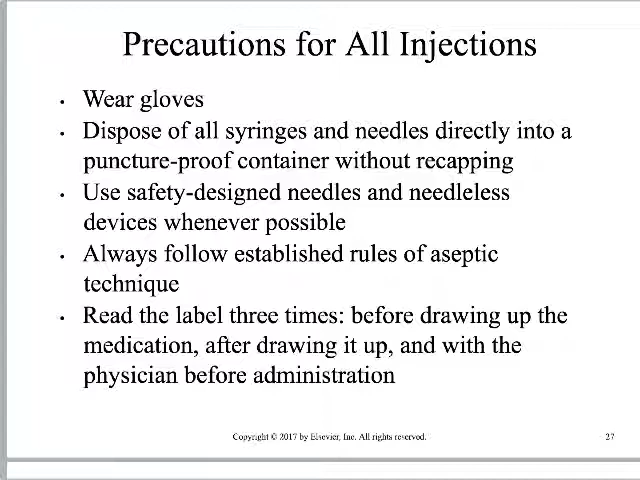 Precautions for All Injections
• Wear gloves
• Dispose of all syringes and needles directly into a
puncture-proof container without recapping
• Use safety-designed needles and needleless
devices whenever possible
• Always follow established rules of aseptic
technique
• Read the label three times: before drawing up the
medication, after drawing it up, and with the
physician before administration
Copyright © 2017 by Elsevier, Inc. All rights reserved.
27